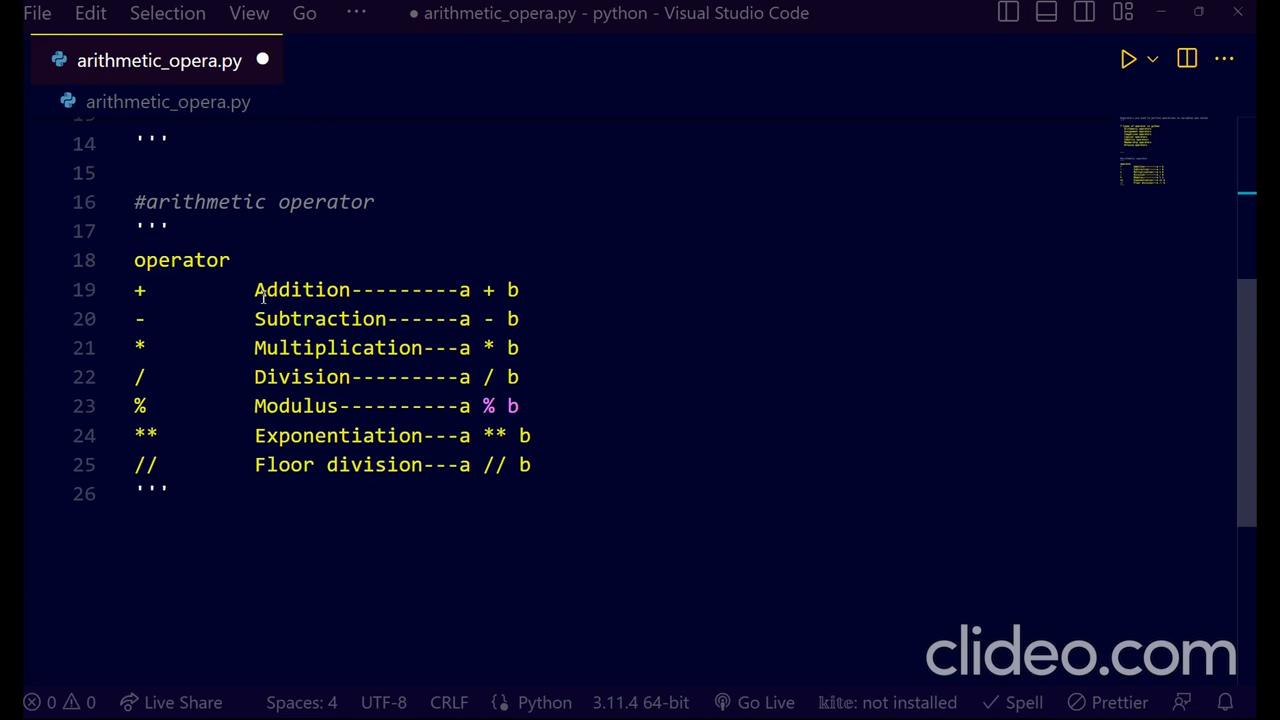 File Edit Selection View Go ··· ● arithmetic_opera.py - python - Visual Studio Code
arithmetic_opera.py
arithmetic_opera.py
14 '''
15
16 #arithmetic operator
17 '''
18 operator
19 + Addition---------a + b
20 - Subtraction------a - b
21 * Multiplication---a * b
22 / Division---------a / b
23 % Modulus----------a % b
24 ** Exponentiation---a ** b
25 // Floor division---a // b
26 '''
clideo.com
0 0 Live Share Spaces: 4 UTF-8 CRLF Python 3.11.4 64-bit Go Live kite: not installed Spell Prettier